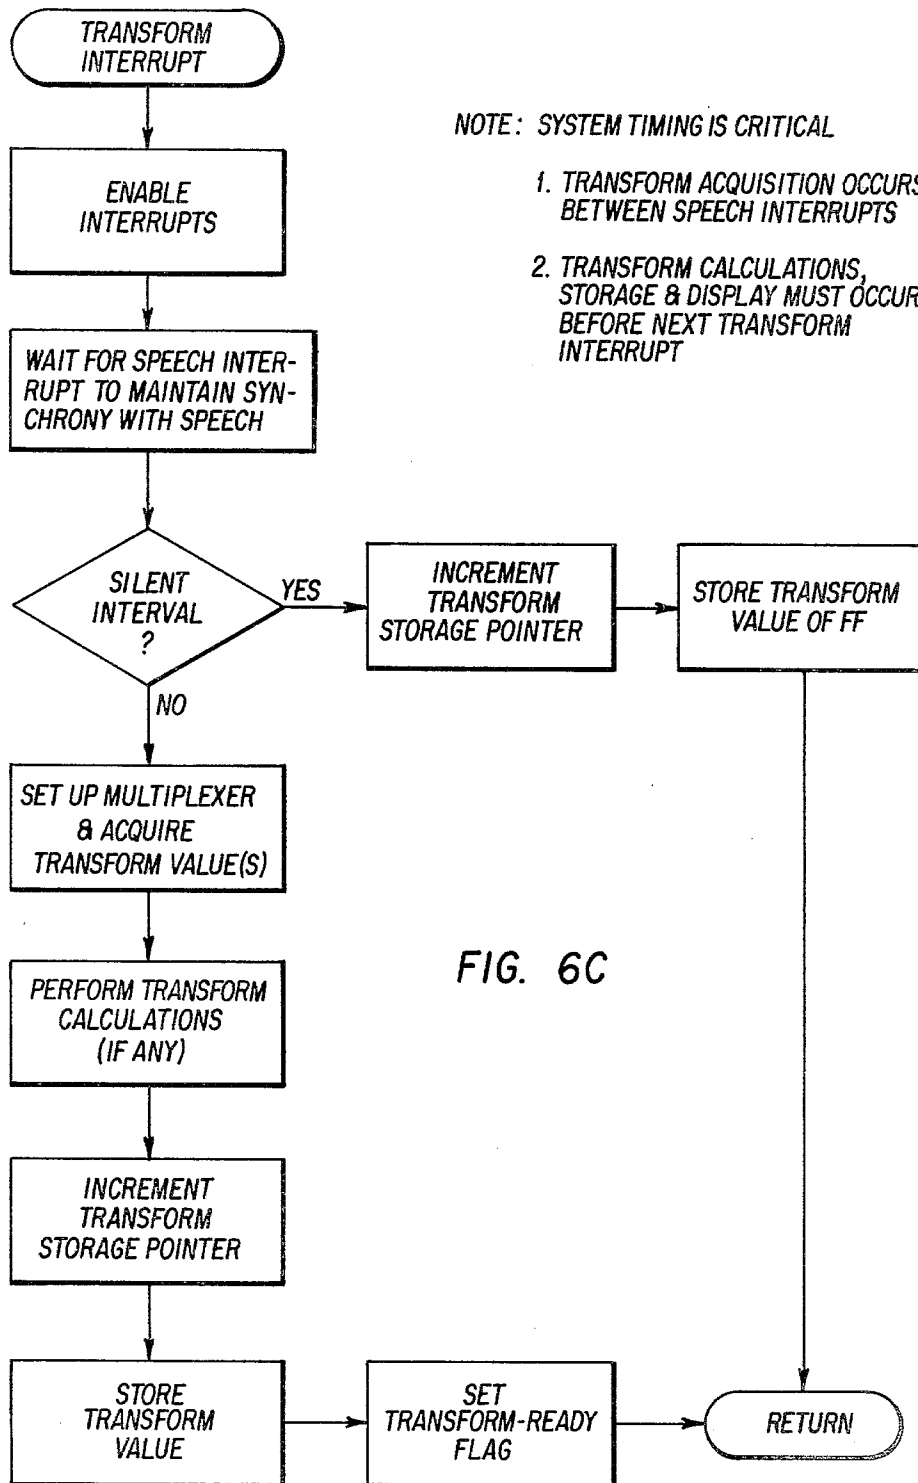 TRANSFORM
INTERRUPT
NOTE: SYSTEM TIMING IS CRITICAL
1. TRANSFORM ACQUISITION OCCURS
BETWEEN SPEECH INTERRUPTS
2. TRANSFORM CALCULATIONS,
STORAGE & DISPLAY MUST OCCUR
BEFORE NEXT TRANSFORM
INTERRUPT
ENABLE
INTERRUPTS
WAIT FOR SPEECH INTER-
RUPT TO MAINTAIN SYN-
CHRONY WITH SPEECH
SILENT
INTERVAL
?
YES
INCREMENT
TRANSFORM
STORAGE POINTER
STORE TRANSFORM
VALUE OF FF
NO
SET UP MULTIPLEXER
& ACQUIRE
TRANSFORM VALUE(S)
PERFORM TRANSFORM
CALCULATIONS
(IF ANY)
FIG. 6C
INCREMENT
TRANSFORM
STORAGE POINTER
STORE
TRANSFORM
VALUE
SET
TRANSFORM-READY
FLAG
RETURN